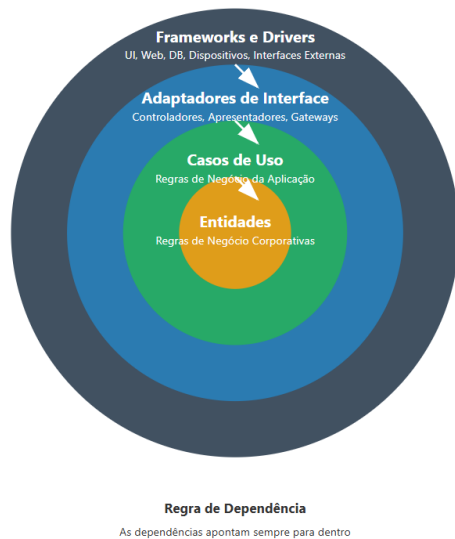 Frameworks e Drivers
UI, Web, DB, Dispositivos, Interfaces Externas
Adaptadores de Interface
Controladores, Apresentadores, Gateways
Casos de Uso
Regras de Negócio da Aplicação
Entidades
Regras de Negócio Corporativas
Regra de Dependência
As dependências apontam sempre para dentro